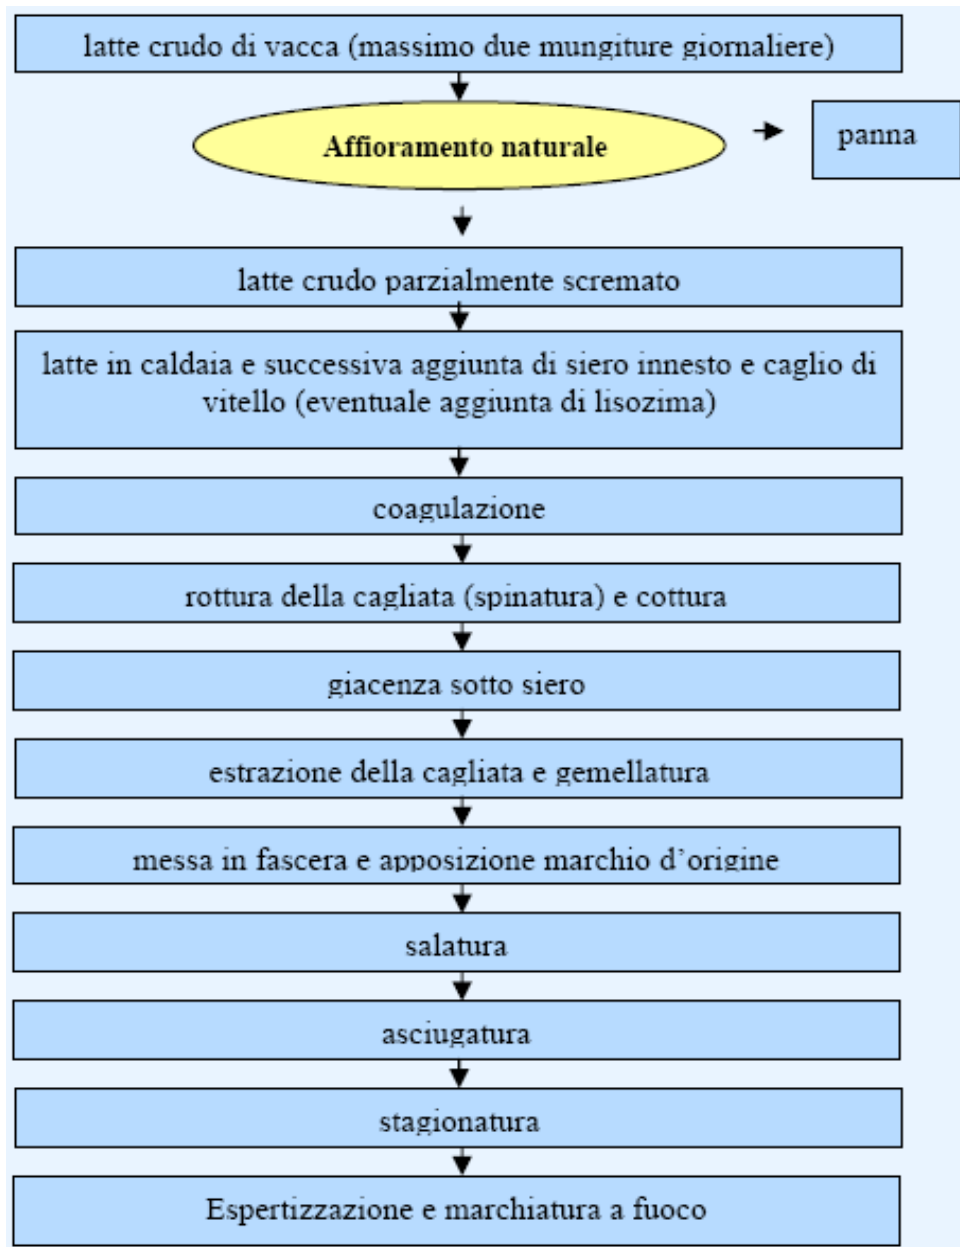 latte crudo di vacca (massimo due mungiture giornaliere)
Affioramento naturale
panna
latte crudo parzialmente scremato
latte in caldaia e successiva aggiunta di siero innesto e caglio di
vitello (eventuale aggiunta di lisozima)
coagulazione
rottura della cagliata (spinatura) e cottura
giacenza sotto siero
estrazione della cagliata e gemellatura
messa in fascera e apposizione marchio d’origine
salatura
asciugatura
stagionatura
Espertizzazione e marchiatura a fuoco